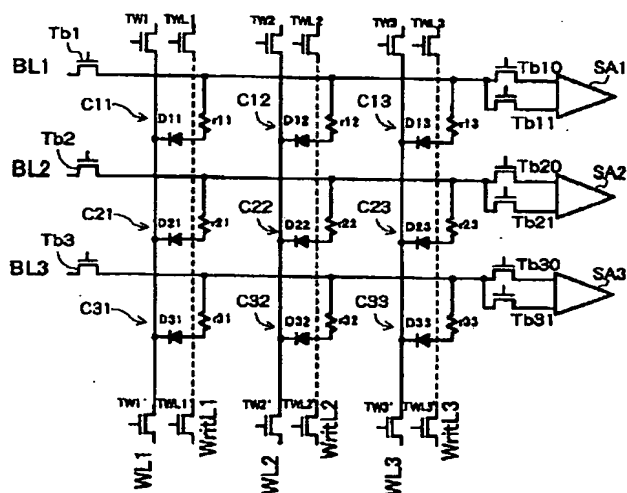 TW1 TWL1 TW2 TWL2 TW3 TWL3
Tb1
BL1 Tb10 SA1
C11 D11 r11 C12 D12 r12 C13 D13 r13 Tb11
Tb2
BL2 Tb20 SA2
C21 D21 r21 C22 D22 r22 C23 D23 r23 Tb21
Tb3
BL3 Tb30 SA3
C31 D31 r31 C32 D32 r32 C33 D33 r33 Tb31
TW1' TWL1' TW2' TWL2' TW3' TWL3'
WL1 WritL1 WL2 WritL2 WL3 WritL3